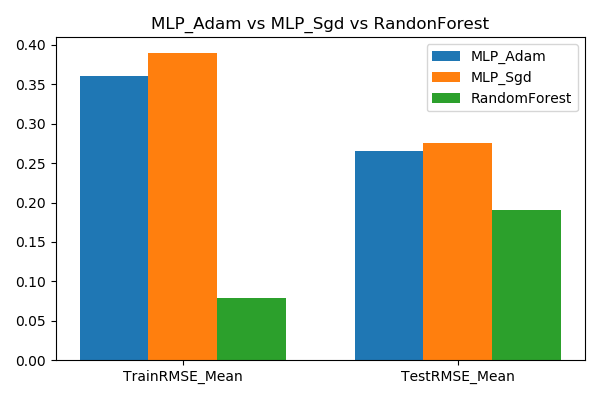 MLP_Adam vs MLP_Sgd vs RandonForest
0.40
0.35
0.30
0.25
0.20
0.15
0.10
0.05
0.00
MLP_Adam
MLP_Sgd
RandomForest
TrainRMSE_Mean
TestRMSE_Mean